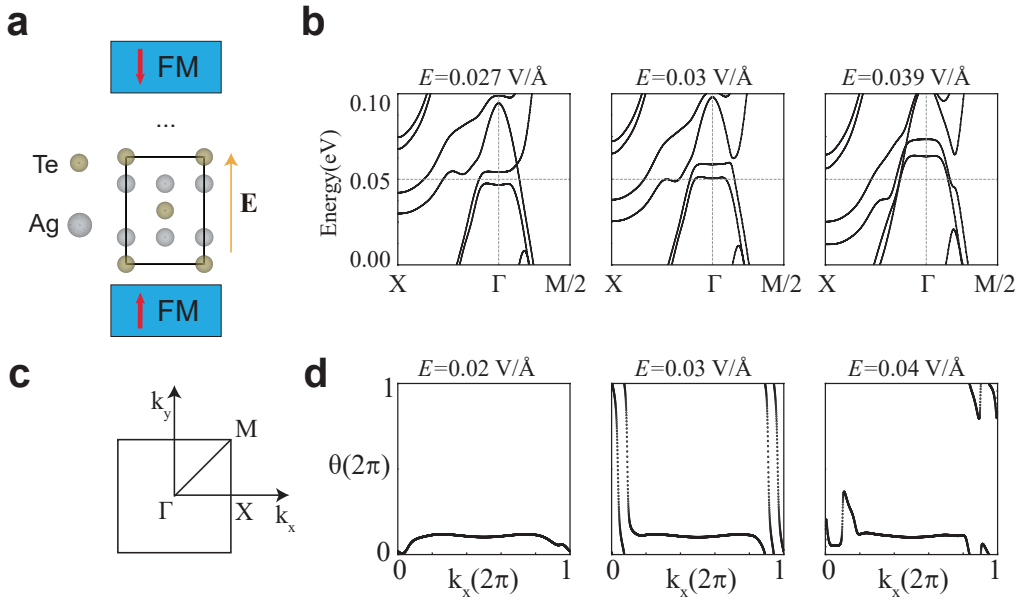 a
FM
...
Te
Ag
E
FM
b
E=0.027 V/Å
E=0.03 V/Å
E=0.039 V/Å
Energy(eV)
0.10
0.05
0.00
X
Γ
M/2
X
Γ
M/2
X
Γ
M/2
c
k_y
M
Γ
X
k_x
d
E=0.02 V/Å
E=0.03 V/Å
E=0.04 V/Å
1
θ(2π)
0
0
1
0
1
0
1
k_x(2π)
k_x(2π)
k_x(2π)